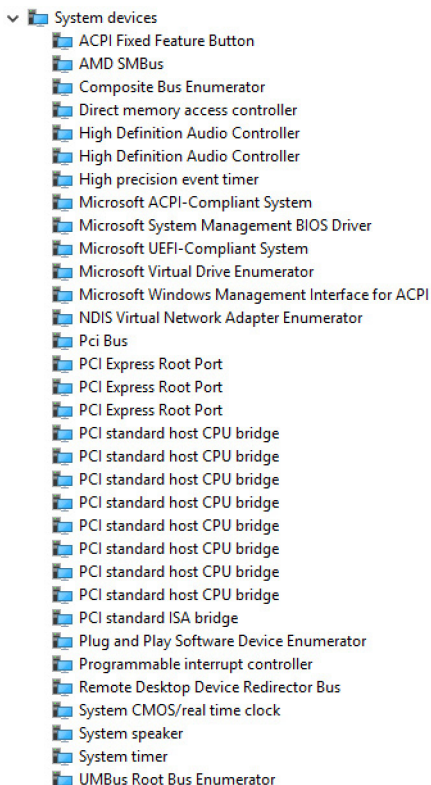 System devices
ACPI Fixed Feature Button
AMD SMBus
Composite Bus Enumerator
Direct memory access controller
High Definition Audio Controller
High Definition Audio Controller
High precision event timer
Microsoft ACPI-Compliant System
Microsoft System Management BIOS Driver
Microsoft UEFI-Compliant System
Microsoft Virtual Drive Enumerator
Microsoft Windows Management Interface for ACPI
NDIS Virtual Network Adapter Enumerator
Pci Bus
PCI Express Root Port
PCI Express Root Port
PCI Express Root Port
PCI standard host CPU bridge
PCI standard host CPU bridge
PCI standard host CPU bridge
PCI standard host CPU bridge
PCI standard host CPU bridge
PCI standard host CPU bridge
PCI standard host CPU bridge
PCI standard host CPU bridge
PCI standard ISA bridge
Plug and Play Software Device Enumerator
Programmable interrupt controller
Remote Desktop Device Redirector Bus
System CMOS/real time clock
System speaker
System timer
UMBus Root Bus Enumerator